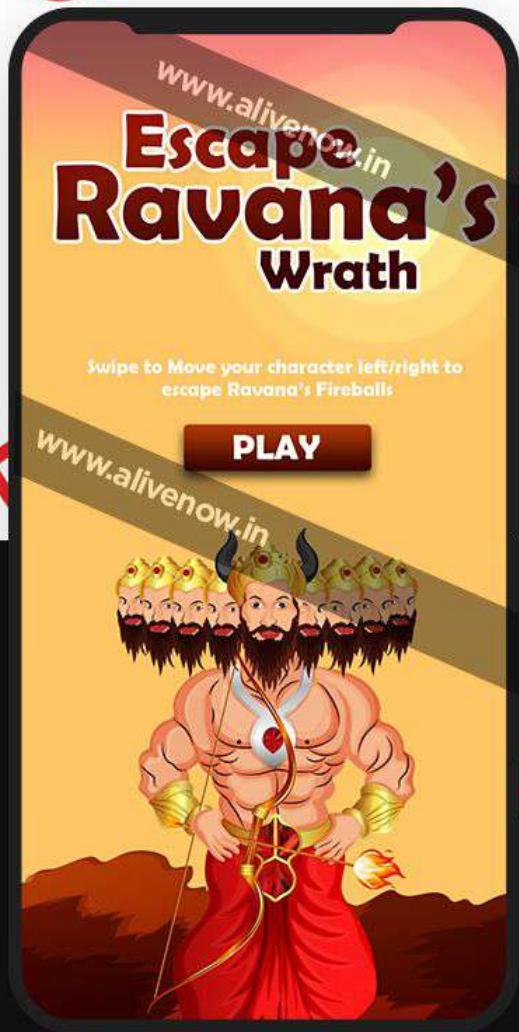 www.alivenow.in
Escape
Ravana's
Wrath
Swipe to Move your character left/right to
escape Ravana's Fireballs
PLAY
www.alivenow.in